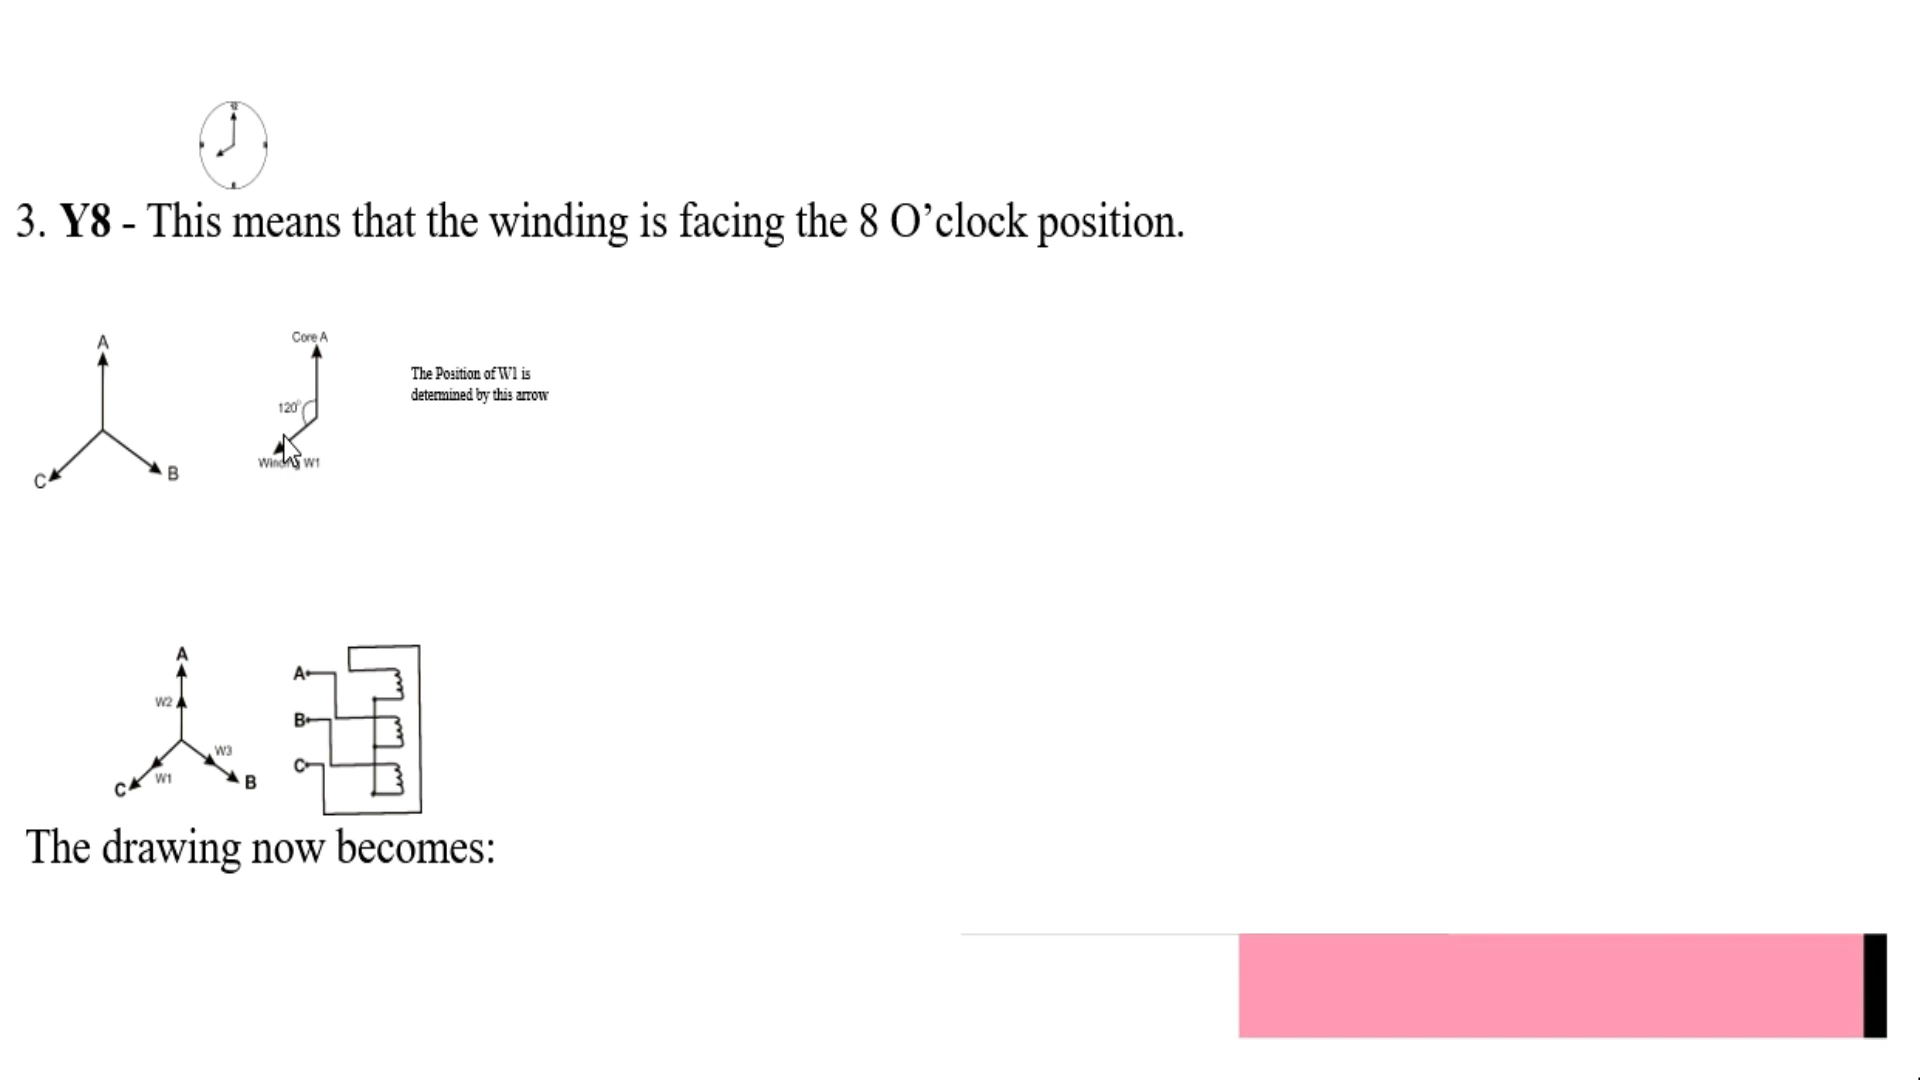 12
3. Y8 - This means that the winding is facing the 8 O’clock position.
A
C
B
Core A
120°
W1
The Position of W1 is
determined by this arrow
A
W2
W3
W1
C
B
A
B
C
The drawing now becomes: